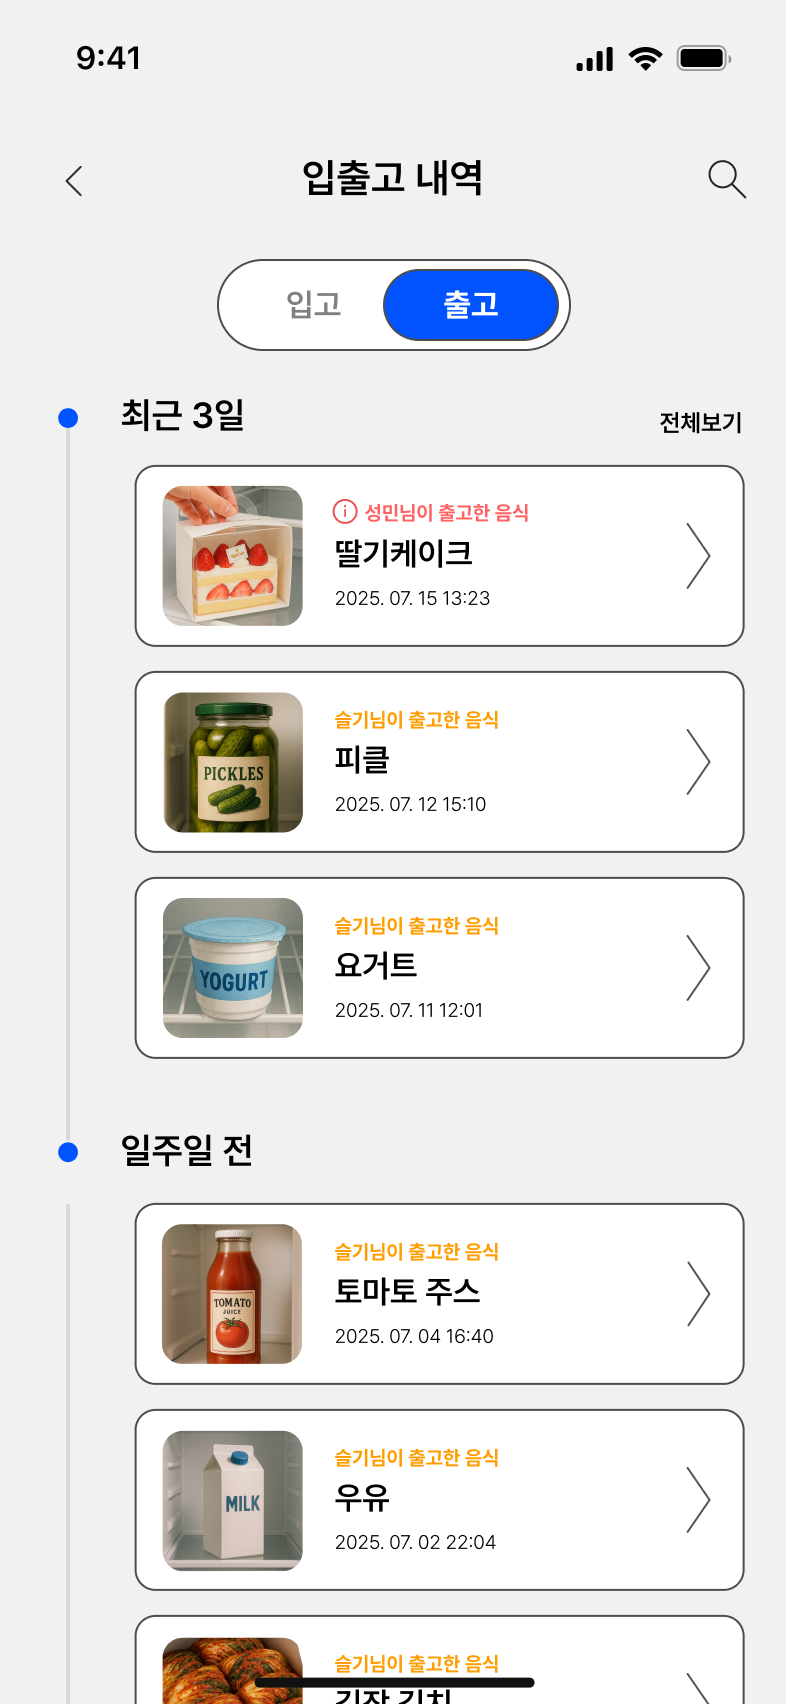 9:41
입출고 내역
입고 출고
최근 3일
전체보기
성민님이 출고한 음식
딸기케이크
2025. 07. 15 13:23
PICKLES
슬기님이 출고한 음식
피클
2025. 07. 12 15:10
YOGURT
슬기님이 출고한 음식
요거트
2025. 07. 11 12:01
일주일 전
TOMATO
JUICE
슬기님이 출고한 음식
토마토 주스
2025. 07. 04 16:40
MILK
슬기님이 출고한 음식
우유
2025. 07. 02 22:04
슬기님이 출고한 음식
김장 김치